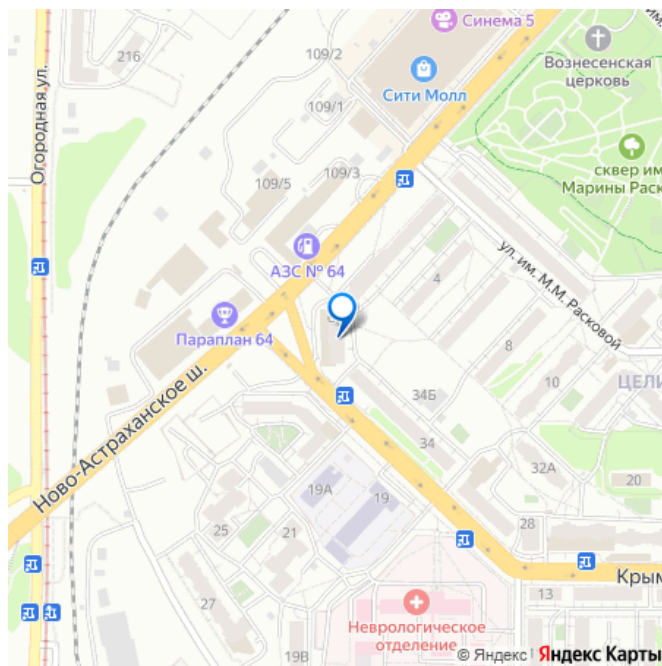 Синема 5
216
109/2
Вознесенская
церковь
Сити Молл
Огородная ул.
109/1
сквер им
Марины Раск
109/3
109/5
ул. им. М.М. Расковой
АЗС № 64
4
Параплан 64
8
Ново-Астраханское ш.
10
ЦЕЛИ
34Б
34
32А
20
19А
19
25
21
28
Крым
27
13
Неврологическое
отделение
19В
© Яндекс Яндекс Карты